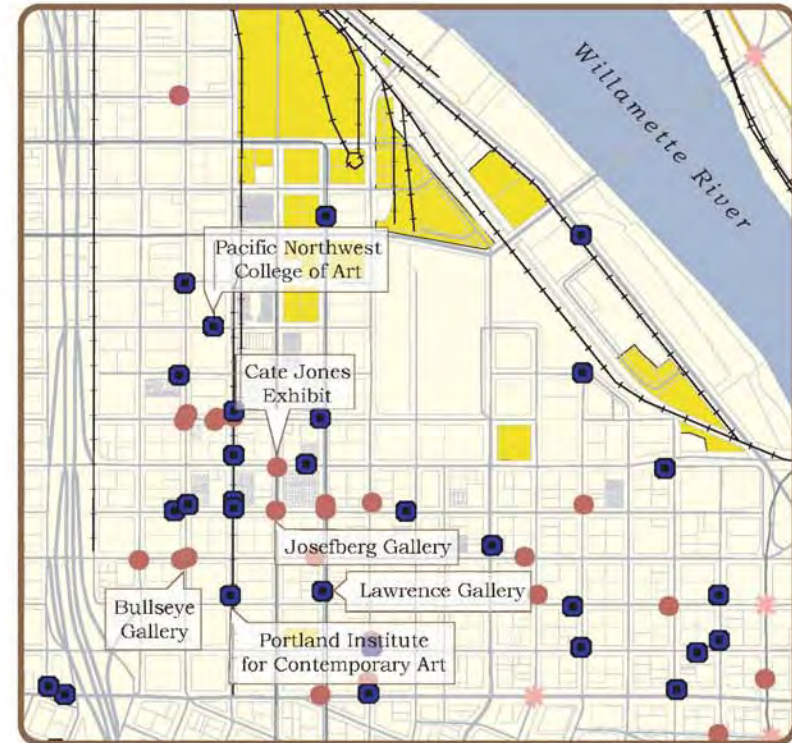 Willamette River
Pacific Northwest
College of Art
Cate Jones
Exhibit
Josefberg Gallery
Lawrence Gallery
Bullseye
Gallery
Portland Institute
for Contemporary Art